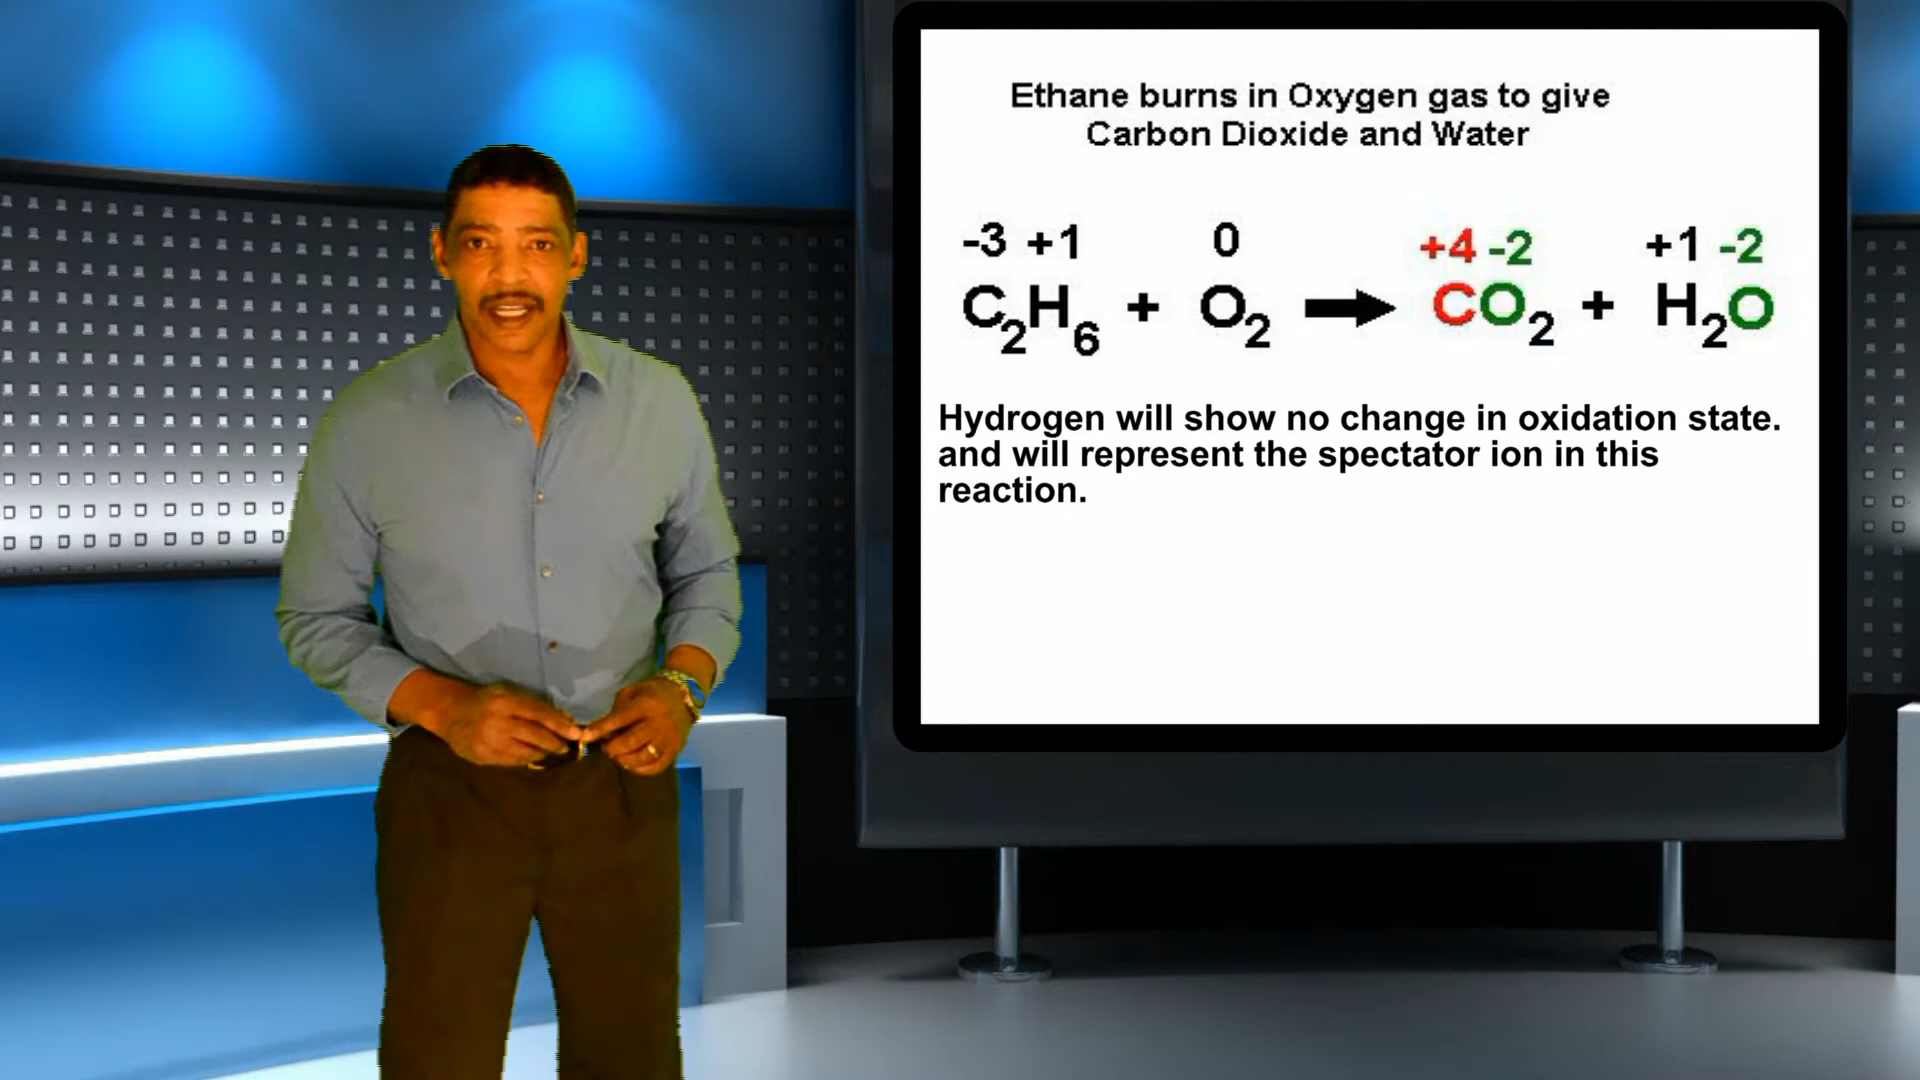 Ethane burns in Oxygen gas to give
Carbon Dioxide and Water
-3 +1 0 +4 -2 +1 -2
C2H6 + O2 → CO2 + H2O
Hydrogen will show no change in oxidation state.
and will represent the spectator ion in this
reaction.